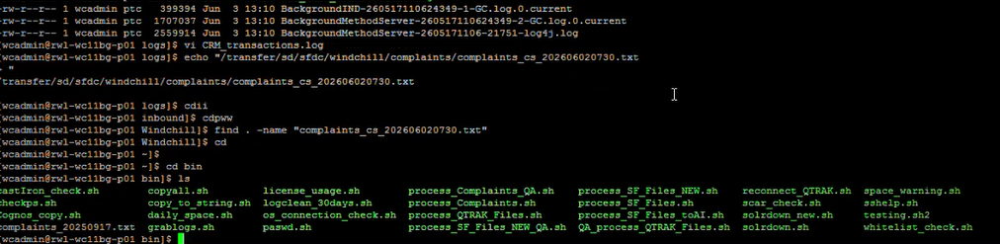 -rw-r--r-- 1 wcadmin ptc 399394 Jun 3 13:10 BackgroundIND-260517110624349-1-GC.log.0.current
-rw-r--r-- 1 wcadmin ptc 1707037 Jun 3 13:10 BackgroundMethodServer-260517110624349-2-GC.log.0.current
-rw-r--r-- 1 wcadmin ptc 2559914 Jun 3 13:10 BackgroundMethodServer-2605171106-21751-log4j.log
[wcadmin@rwl-wc11bg-p01 logs]$ vi CRM_transactions.log
[wcadmin@rwl-wc11bg-p01 logs]$ echo "/transfer/sd/sfdc/windchill/complaints/complaints_cs_202606020730.txt
"
/transfer/sd/sfdc/windchill/complaints/complaints_cs_202606020730.txt
[wcadmin@rwl-wc11bg-p01 logs]$ cdii
[wcadmin@rwl-wc11bg-p01 inbound]$ cdpww
[wcadmin@rwl-wc11bg-p01 Windchill]$ find . -name "complaints_cs_202606020730.txt"
[wcadmin@rwl-wc11bg-p01 Windchill]$ cd
[wcadmin@rwl-wc11bg-p01 ~]$
[wcadmin@rwl-wc11bg-p01 ~]$ cd bin
[wcadmin@rwl-wc11bg-p01 bin]$ ls
castIron_check.sh copyall.sh license_usage.sh process_Complaints_QA.sh process_SF_Files_NEW.sh reconnect_QTRAK.sh space_warning.sh
checkps.sh copy_to_string.sh logclean_30days.sh process_Complaints.sh process_SF_Files.sh scar_check.sh sshelp.sh
Cognos_copy.sh daily_space.sh os_connection_check.sh process_QTRAK_Files.sh process_SF_Files_toAI.sh solrdown_new.sh testing.sh2
complaints_20250917.txt grablogs.sh paswd.sh process_SF_Files_NEW_QA.sh QA_process_QTRAK_Files.sh solrdown.sh whitelist_check.sh
[wcadmin@rwl-wc11bg-p01 bin]$